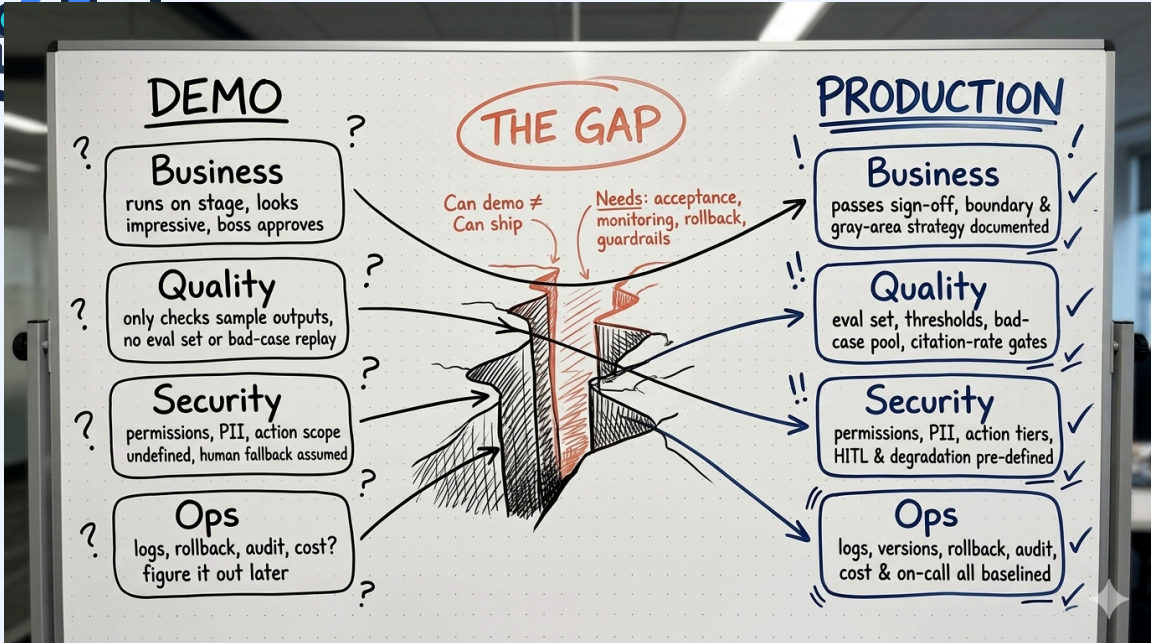 DEMO
?
?
Business
runs on stage, looks
impressive, boss approves
?
?
Quality
only checks sample outputs,
no eval set or bad-case replay
?
?
Security
permissions, PII, action scope
undefined, human fallback assumed
?
?
Ops
logs, rollback, audit, cost?
figure it out later
?
THE GAP
Can demo ≠
Can ship
Needs: acceptance,
monitoring, rollback,
guardrails
PRODUCTION
!
!
Business
passes sign-off, boundary &
gray-area strategy documented
!!
Quality
eval set, thresholds, bad-
case pool, citation-rate gates
!!
Security
permissions, PII, action tiers,
HITL & degradation pre-defined
Ops
logs, versions, rollback, audit,
cost & on-call all baselined